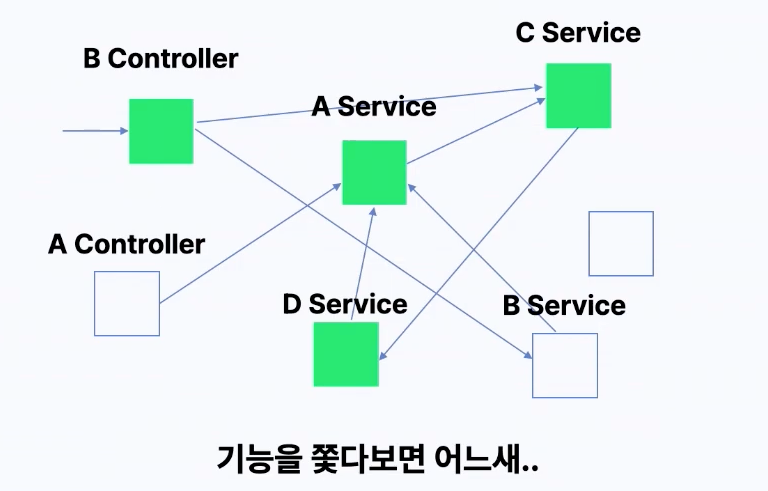 C Service
B Controller
A Service
A Controller
D Service
B Service
기능을 쫓다보면 어느새..